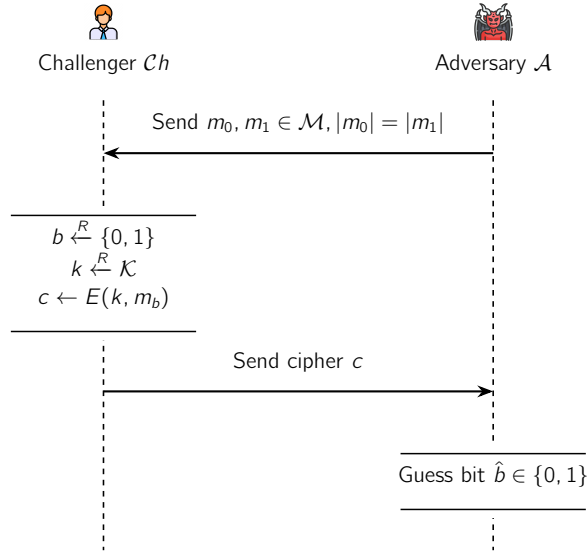 Challenger 𝒞h
Adversary 𝒜
Send m₀, m₁ ∈ ℳ, |m₀| = |m₁|
b ←ᴿ {0, 1}
k ←ᴿ 𝒦
c ← E(k, m_b)
Send cipher c
Guess bit b̂ ∈ {0, 1}